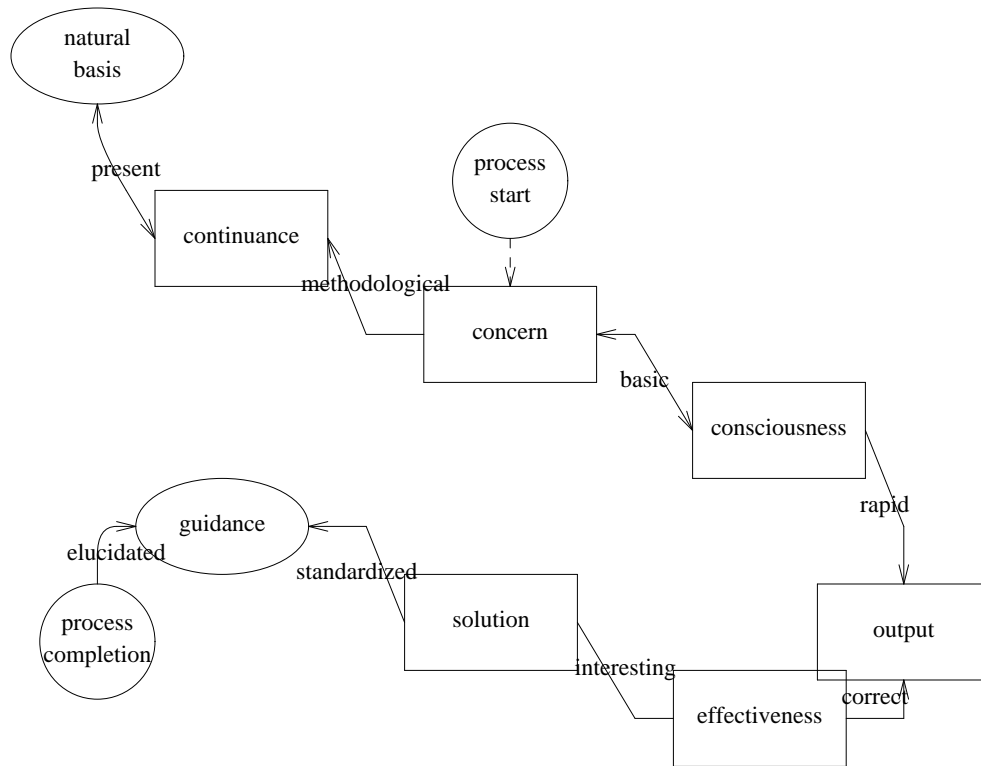 natural
basis
present
process
start
continuance
methodological
concern
basic
consciousness
rapid
guidance
elucidated
standardized
process
completion
solution
output
interesting
correct
effectiveness